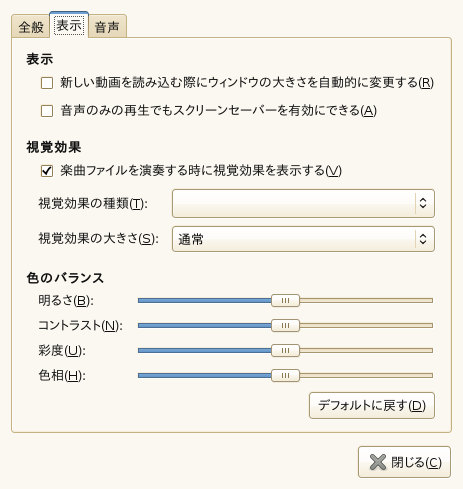 全般 表示 音声
表示
新しい動画を読み込む際にウィンドウの大きさを自動的に変更する(R)
音声のみの再生でもスクリーンセーバーを有効にできる(A)
視覚効果
楽曲ファイルを演奏する時に視覚効果を表示する(V)
視覚効果の種類(T):
視覚効果の大きさ(S): 通常
色のバランス
明るさ(B):
コントラスト(N):
彩度(U):
色相(H):
デフォルトに戻す(D)
閉じる(C)